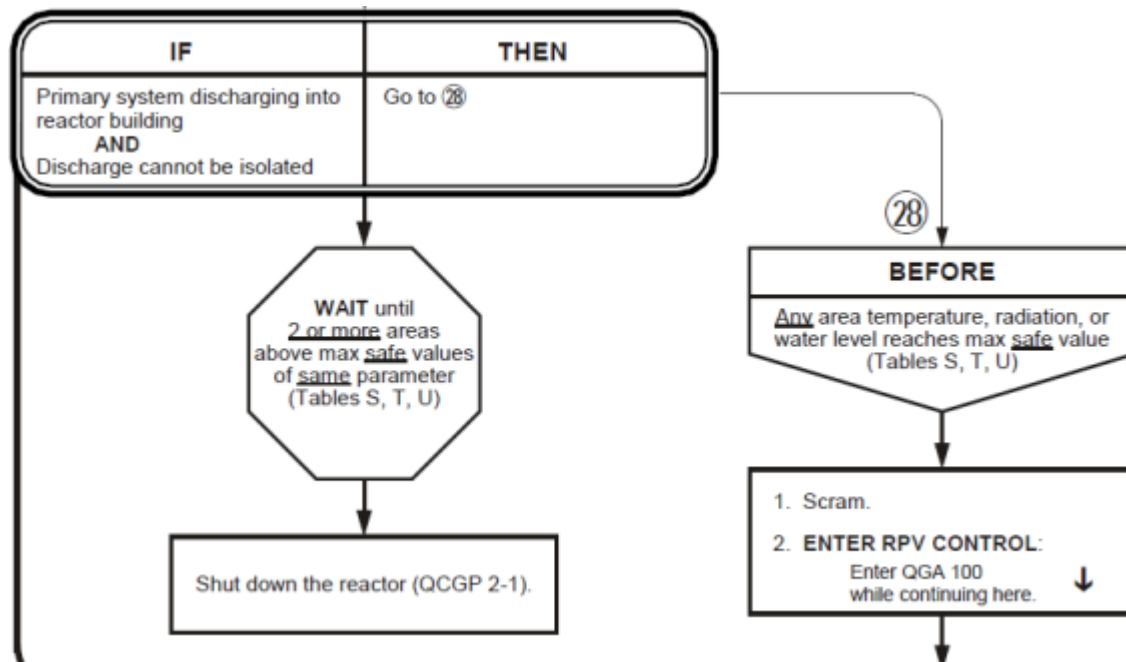 IF
THEN
Primary system discharging into
reactor building
AND
Discharge cannot be isolated
Go to ㉘
WAIT until
2 or more areas
above max safe values
of same parameter
(Tables S, T, U)
Shut down the reactor (QCGP 2-1).
㉘
BEFORE
Any area temperature, radiation, or
water level reaches max safe value
(Tables S, T, U)
1. Scram.
2. ENTER RPV CONTROL:
Enter QGA 100
while continuing here.